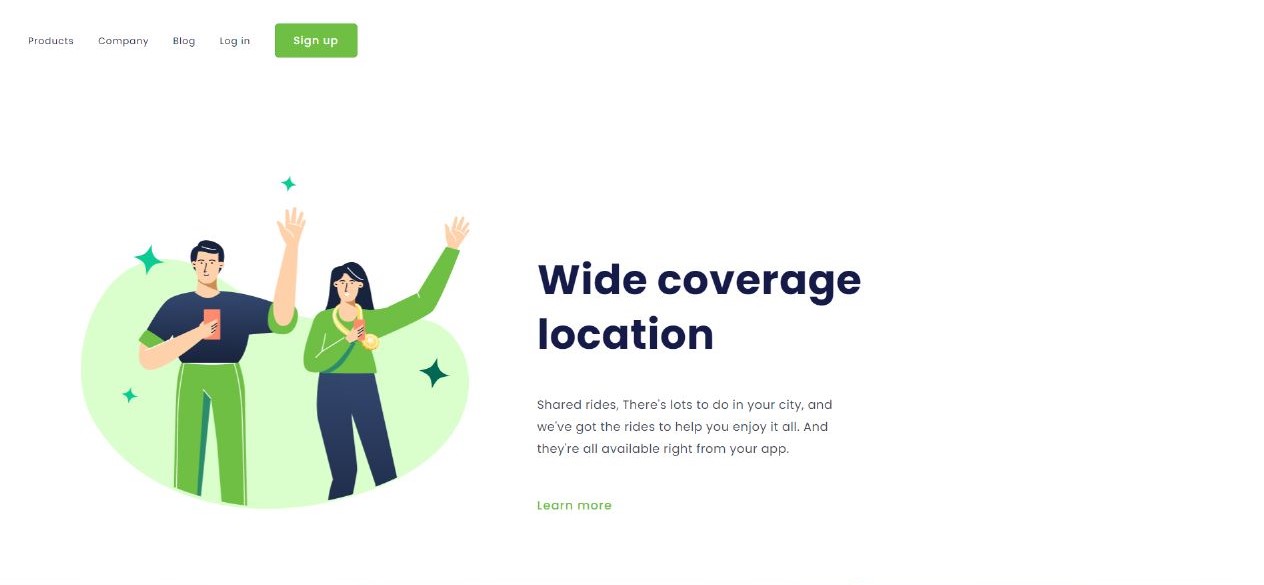 Products Company Blog Log in Sign up
Wide coverage
location
Shared rides, There's lots to do in your city, and
we've got the rides to help you enjoy it all. And
they're all available right from your app.
Learn more